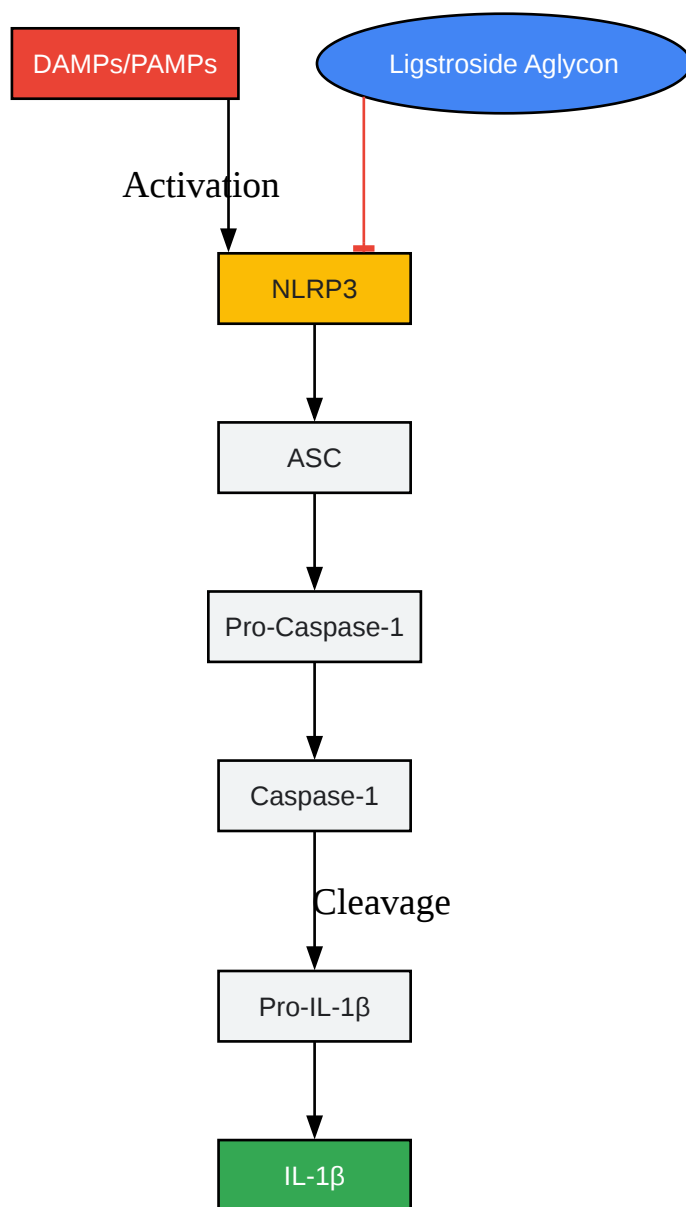 DAMPs/PAMPs
Ligstroside Aglycon
Activation
NLRP3
ASC
Pro-Caspase-1
Caspase-1
Cleavage
Pro-IL-1β
IL-1β